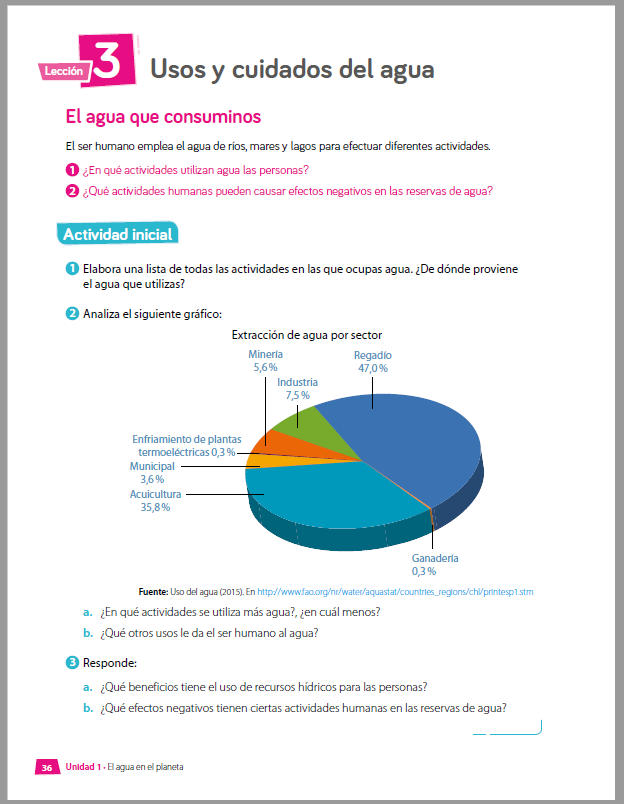 Lección 3
Usos y cuidados del agua
El agua que consuminos
El ser humano emplea el agua de ríos, mares y lagos para efectuar diferentes actividades.
1 ¿En qué actividades utilizan agua las personas?
2 ¿Qué actividades humanas pueden causar efectos negativos en las reservas de agua?
Actividad inicial
1 Elabora una lista de todas las actividades en las que ocupas agua. ¿De dónde proviene
el agua que utilizas?
2 Analiza el siguiente gráfico:
Extracción de agua por sector
Minería
5,6 %
Regadío
47,0 %
Industria
7,5 %
Enfriamiento de plantas
termoeléctricas 0,3 %
Municipal
3,6 %
Acuicultura
35,8 %
Ganadería
0,3 %
Fuente: Uso del agua (2015). En http://www.fao.org/nr/water/aquastat/countries_regions/chl/printesp1.stm
a. ¿En qué actividades se utiliza más agua?, ¿en cuál menos?
b. ¿Qué otros usos le da el ser humano al agua?
3 Responde:
a. ¿Qué beneficios tiene el uso de recursos hídricos para las personas?
b. ¿Qué efectos negativos tienen ciertas actividades humanas en las reservas de agua?
36 Unidad 1 • El agua en el planeta